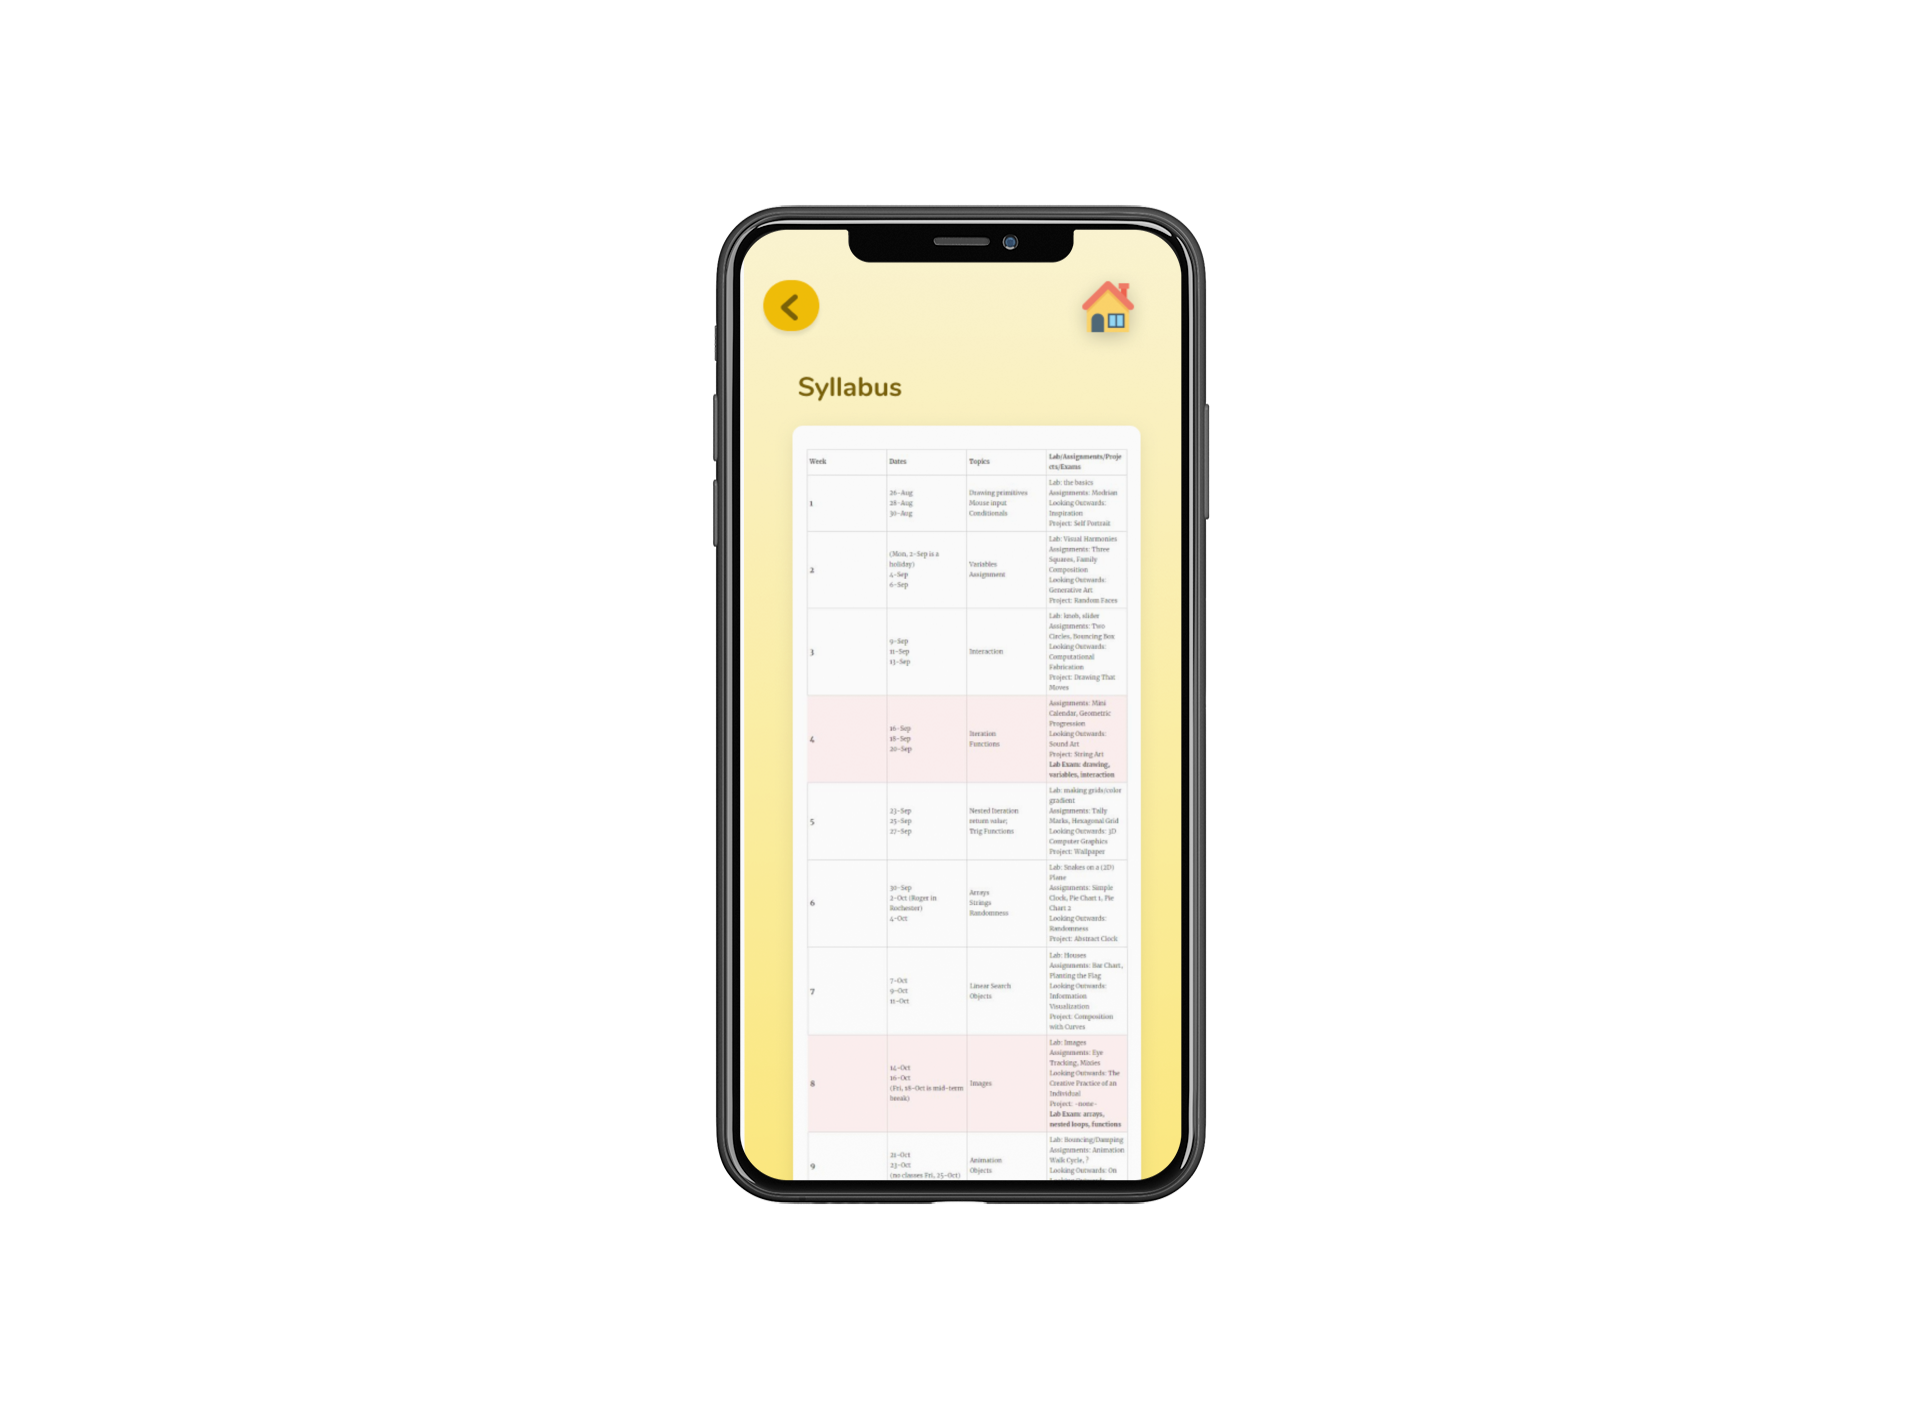 Syllabus
Week Dates Topics Lab/Assignments/Proje
cts/Exams
1
26-Aug
28-Aug
30-Aug
Drawing primitives
Mouse input
Conditionals
Lab: the basics
Assignments: Modrian
Looking Outwards:
Inspiration
Project: Self Portrait
2
(Mon, 2-Sep is a
holiday)
4-Sep
6-Sep
Variables
Assignment
Lab: Visual Harmonies
Assignments: Three
Squares, Family
Composition
Looking Outwards:
Generative Art
Project: Random Faces
3
9-Sep
11-Sep
13-Sep
Interaction
Lab: knob, slider
Assignments: Two
Circles, Bouncing Box
Looking Outwards:
Computational
Fabrication
Project: Drawing That
Moves
4
16-Sep
18-Sep
20-Sep
Iteration
Functions
Assignments: Mini
Calendar, Geometric
Progression
Looking Outwards:
Sound Art
Project: String Art
Lab Exam: drawing,
variables, interaction
5
23-Sep
25-Sep
27-Sep
Nested Iteration
return value;
Trig Functions
Lab: making grids/color
gradient
Assignments: Tally
Marks, Hexagonal Grid
Looking Outwards: 3D
Computer Graphics
Project: Wallpaper
6
30-Sep
2-Oct (Roger in
Rochester)
4-Oct
Arrays
Strings
Randomness
Lab: Snakes on a (2D)
Plane
Assignments: Simple
Clock, Pie Chart 1, Pie
Chart 2
Looking Outwards:
Randomness
Project: Abstract Clock
7
7-Oct
9-Oct
11-Oct
Linear Search
Objects
Lab: Houses
Assignments: Bar Chart,
Planting the Flag
Looking Outwards:
Information
Visualization
Project: Composition
with Curves
8
14-Oct
16-Oct
(Fri, 18-Oct is mid-term
break)
Images
Lab: Images
Assignments: Eye
Tracking, Mixies
Looking Outwards: The
Creative Practice of an
Individual
Project: -none-
Lab Exam: arrays,
nested loops, functions
9
21-Oct
23-Oct
(no classes Fri, 25-Oct)
Animation
Objects
Lab: Bouncing/Damping
Assignments: Animation
Walk Cycle, ?
Looking Outwards: On